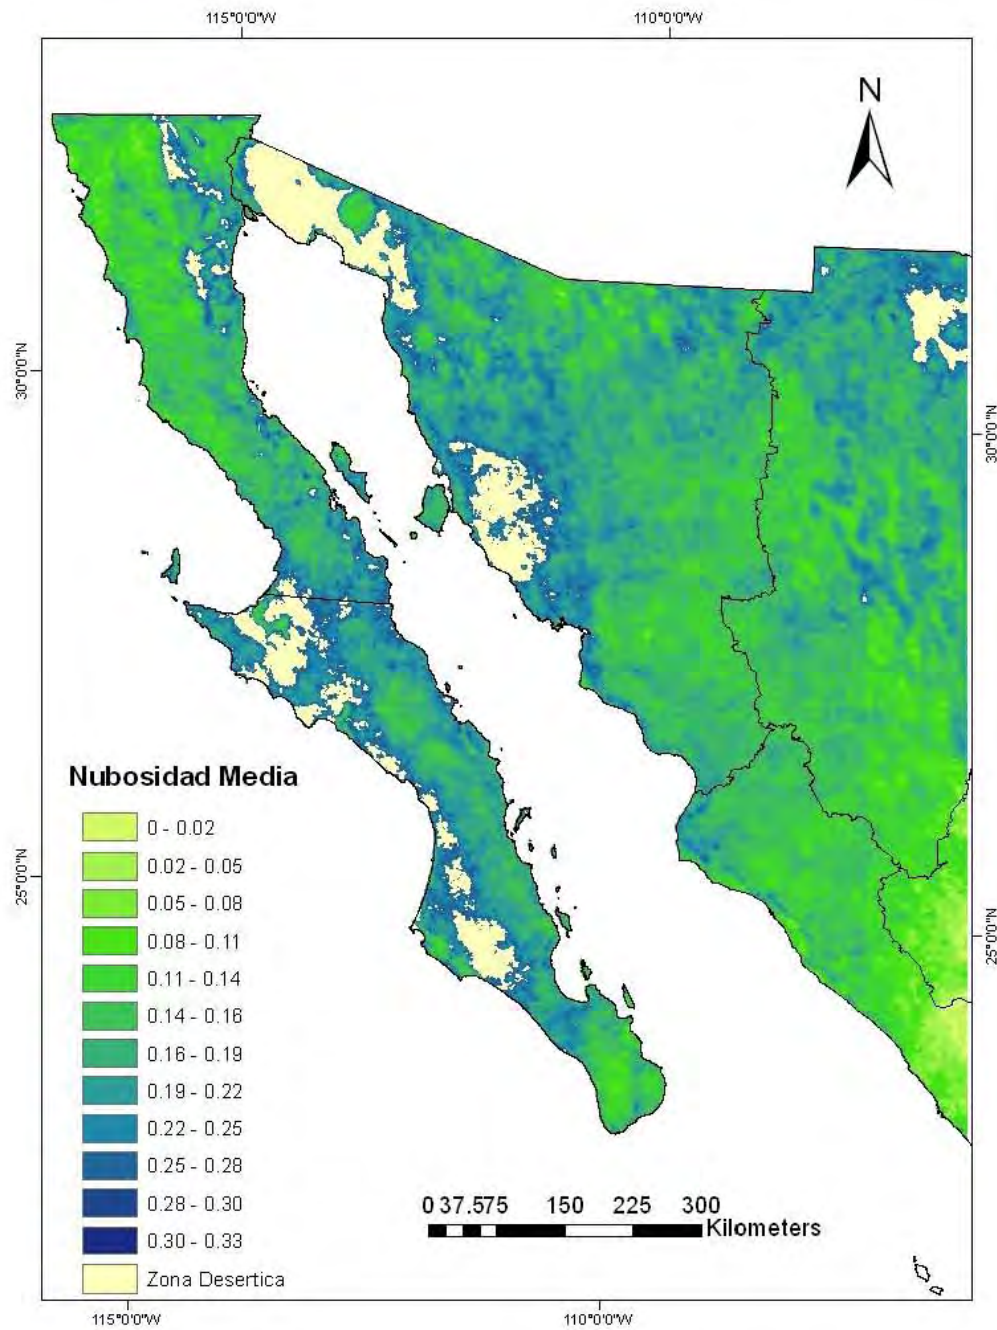 115°0'0"W
110°0'0"W
N
30°0'0"N
30°0'0"N
Nubosidad Media
0 - 0.02
0.02 - 0.05
0.05 - 0.08
0.08 - 0.11
0.11 - 0.14
0.14 - 0.16
0.16 - 0.19
0.19 - 0.22
0.22 - 0.25
0.25 - 0.28
0.28 - 0.30
0.30 - 0.33
Zona Desertica
25°0'0"N
25°0'0"N
0 37.575 150 225 300
Kilometers
115°0'0"W
110°0'0"W